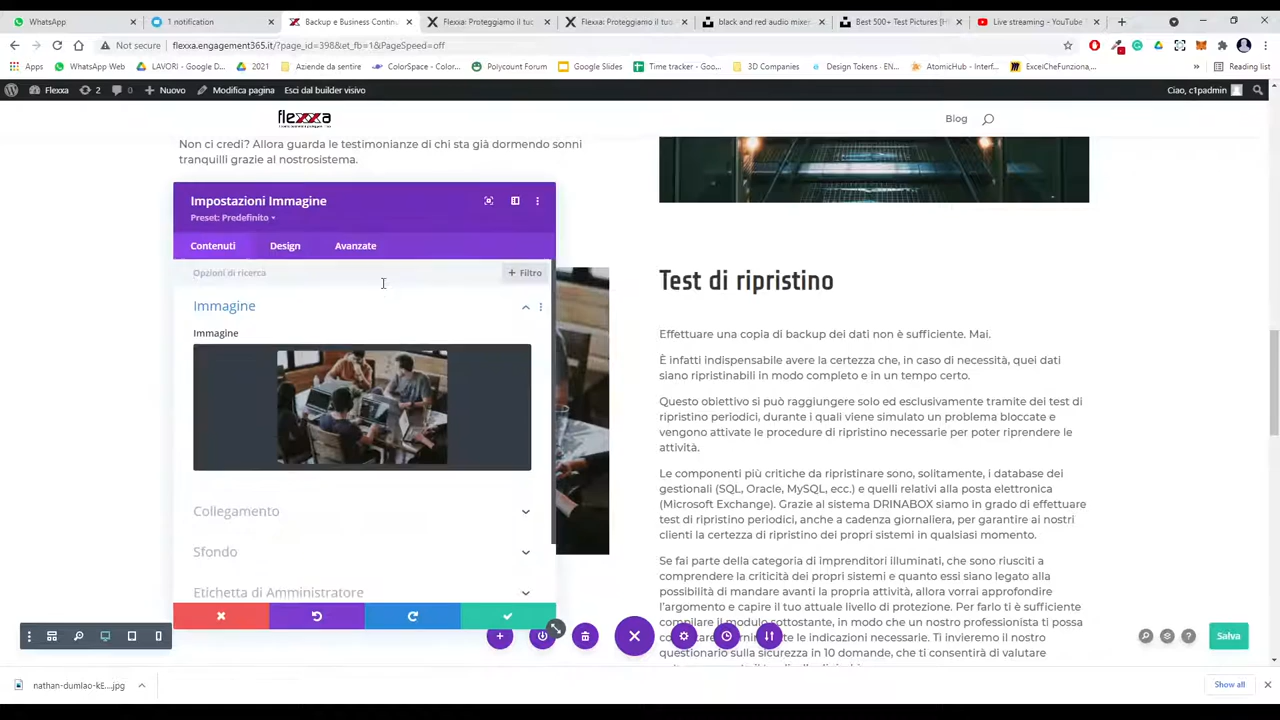 WhatsApp
1 notification
Backup e Business Contin
Flexxa: Proteggiamo il tuo
Flexxa: Proteggiamo il tuo
black and red audio mixer
Best 500+ Test Pictures [H
Live streaming - YouTube
Not secure
flexxa.engagement365.it/?page_id=398&et_fb=1&PageSpeed=off
Apps
WhatsApp Web
LAVORI - Google D...
2021
Aziende da sentire
ColorSpace - Color...
Polycount Forum
Google Slides
Time tracker - goog...
3D Companies
Design Tokens · EN...
AtomicHub - Interf...
ExcelCheFunziona,...
Reading list
Flexxa
2
0
Nuovo
Modifica pagina
Esci dal builder visivo
Ciao, c1padmin
flexxa
Blog
Non ci credi? Allora guarda le testimonianze di chi sta già dormendo sonni
tranquilli grazie al nostrosistema.
Impostazioni Immagine
Preset: Predefinito
Contenuti
Design
Avanzate
Opzioni di ricerca
+ Filtro
Immagine
Immagine
Collegamento
Sfondo
Etichetta di Amministratore
Test di ripristino
Effettuare una copia di backup dei dati non è sufficiente. Mai.
È infatti indispensabile avere la certezza che, in caso di necessità, quei dati
siano ripristinabili in modo completo e in un tempo certo.
Questo obiettivo si può raggiungere solo ed esclusivamente tramite dei test di
ripristino periodici, durante i quali viene simulato un problema bloccate e
vengono attivate le procedure di ripristino necessarie per poter riprendere le
attività.
Le componenti più critiche da ripristinare sono, solitamente, i database dei
gestionali (SQL, Oracle, MySQL, ecc.) e quelli relativi alla posta elettronica
(Microsoft Exchange). Grazie al sistema DRINABOX siamo in grado di effettuare
test di ripristino periodici, anche a cadenza giornaliera, per garantire ai nostri
clienti la certezza di ripristino dei propri sistemi in qualsiasi momento.
Se fai parte della categoria di imprenditori illuminati, che sono riusciti a
comprendere la criticità dei propri sistemi e quanto essi siano legato alla
possibilità di mandare avanti la propria attività, allora vorrai approfondire
l'argomento e capire il tuo attuale livello di protezione. Per farlo ti è sufficiente
compilare il modulo sottostante, in modo che un nostro professionista ti possa
le indicazioni necessarie. Ti invieremo il nostro
questionario sulla sicurezza in 10 domande, che ti consentirà di valutare
Salva
nathan-dumlao-kE....jpg
Show all